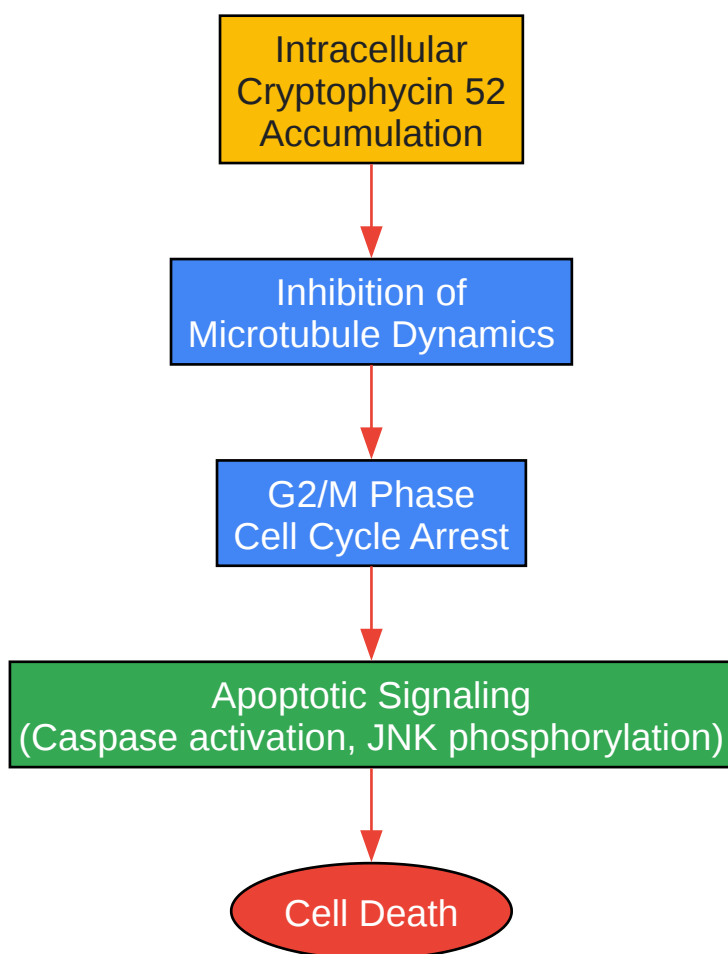 Intracellular
Cryptophycin 52
Accumulation
Inhibition of
Microtubule Dynamics
G2/M Phase
Cell Cycle Arrest
Apoptotic Signaling
(Caspase activation, JNK phosphorylation)
Cell Death